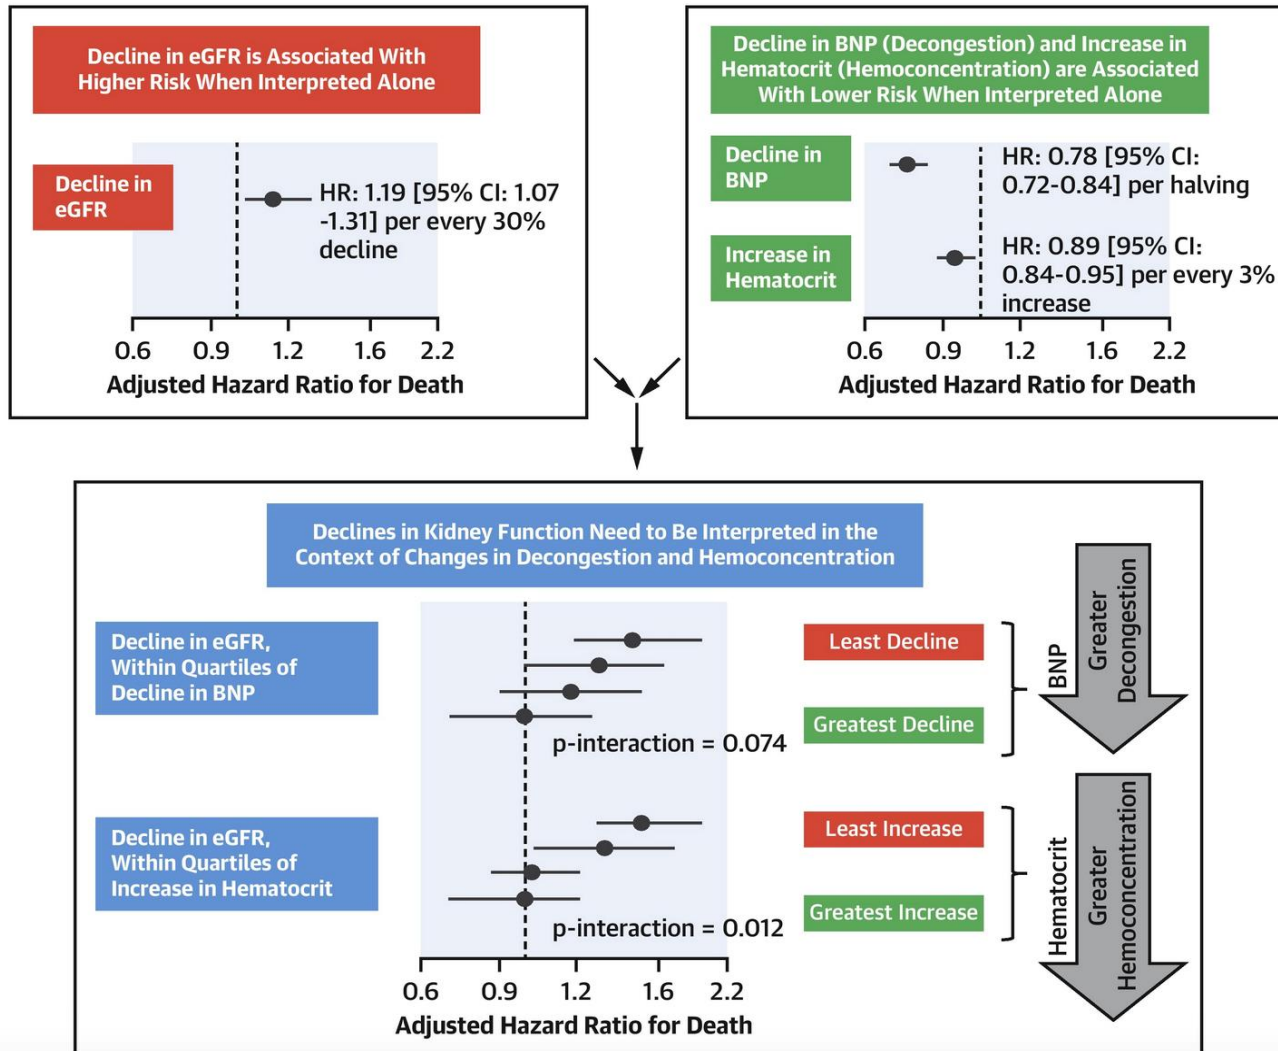 Decline in eGFR is Associated With
Higher Risk When Interpreted Alone
Decline in
eGFR
HR: 1.19 [95% CI: 1.07
-1.31] per every 30%
decline
0.6 0.9 1.2 1.6 2.2
Adjusted Hazard Ratio for Death
Decline in BNP (Decongestion) and Increase in
Hematocrit (Hemoconcentration) are Associated
With Lower Risk When Interpreted Alone
Decline in
BNP
HR: 0.78 [95% CI:
0.72-0.84] per halving
Increase in
Hematocrit
HR: 0.89 [95% CI:
0.84-0.95] per every 3%
increase
0.6 0.9 1.2 1.6 2.2
Adjusted Hazard Ratio for Death
Declines in Kidney Function Need to Be Interpreted in the
Context of Changes in Decongestion and Hemoconcentration
Decline in eGFR,
Within Quartiles of
Decline in BNP
p-interaction = 0.074
Least Decline
Greatest Decline
BNP
Greater
Decongestion
Decline in eGFR,
Within Quartiles of
Increase in Hematocrit
p-interaction = 0.012
Least Increase
Greatest Increase
Hematocrit
Greater
Hemoconcentration
0.6 0.9 1.2 1.6 2.2
Adjusted Hazard Ratio for Death